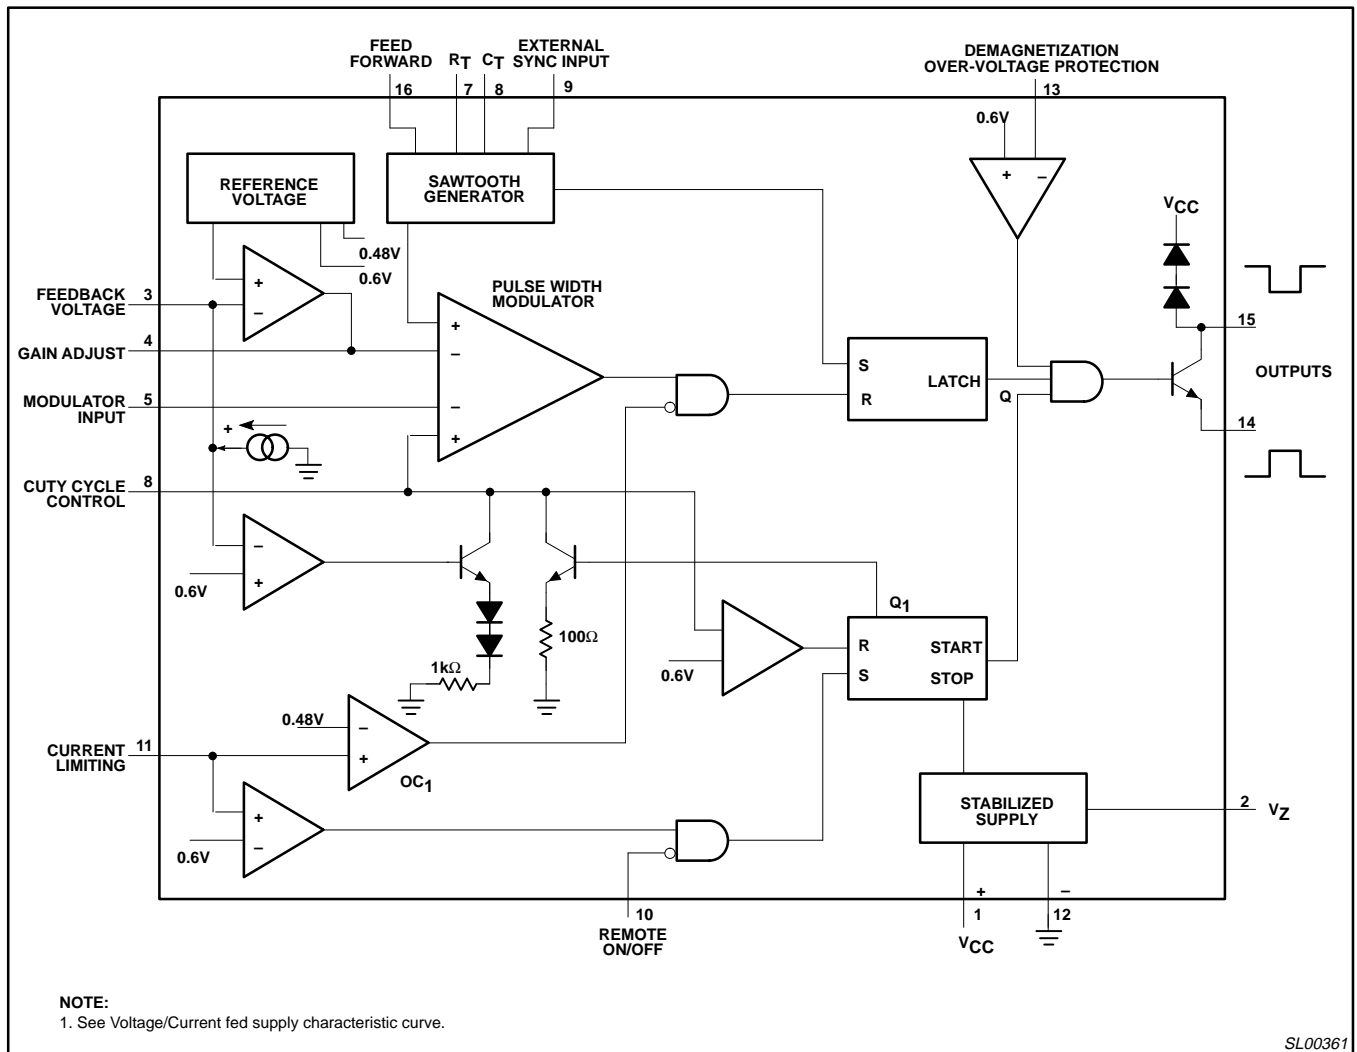 FEED
FORWARD
RT
CT
EXTERNAL
SYNC INPUT
16
7
8
9
DEMAGNETIZATION
OVER-VOLTAGE PROTECTION
13
0.6V
+
−
REFERENCE
VOLTAGE
SAWTOOTH
GENERATOR
0.48V
0.6V
VCC
FEEDBACK
VOLTAGE
3
+
−
PULSE WIDTH
MODULATOR
15
GAIN ADJUST
4
+
−
S
LATCH
R
Q
OUTPUTS
MODULATOR
INPUT
5
−
+
+
14
CUTY CYCLE
CONTROL
8
−
+
0.6V
1kΩ
100Ω
Q1
R
START
S
STOP
0.6V
0.48V
−
+
OC1
CURRENT
LIMITING
11
+
−
0.6V
STABILIZED
SUPPLY
2
VZ
10
REMOTE
ON/OFF
+
−
1
12
VCC
NOTE:
1. See Voltage/Current fed supply characteristic curve.
SL00361